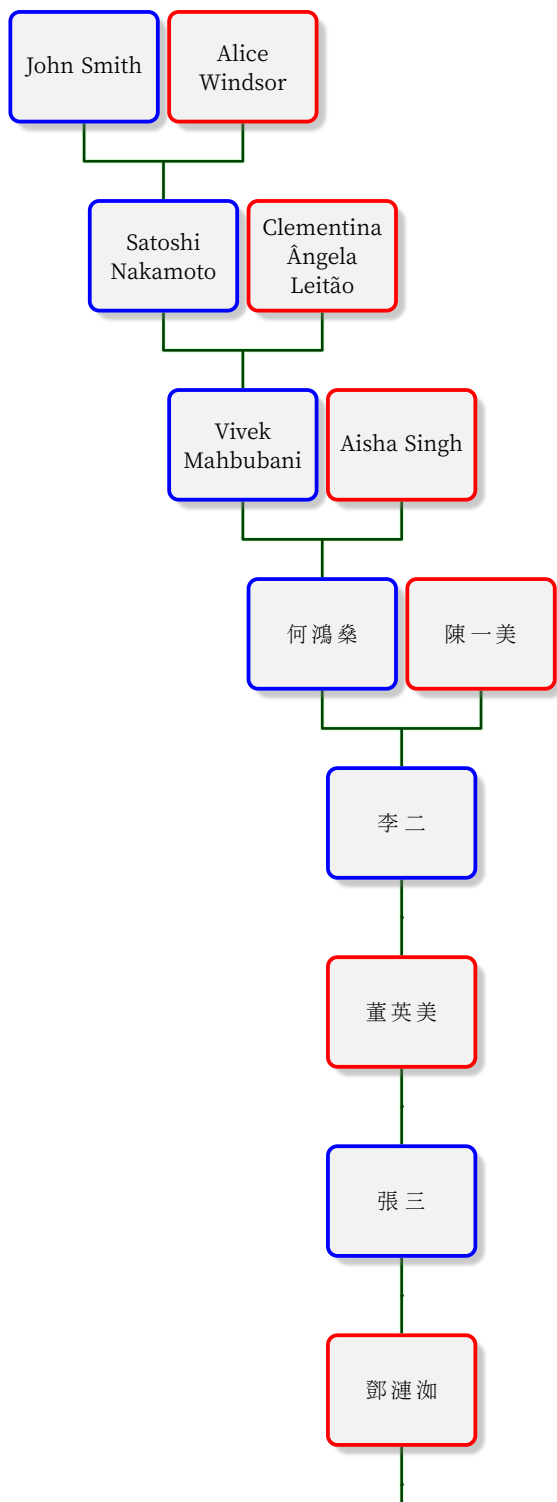 John Smith
Alice
Windsor
Satoshi
Nakamoto
Clementina
Ângela
Leitão
Vivek
Mahbubani
Aisha Singh
何鴻燊
陳一美
李二
董英美
張三
鄧漣洳